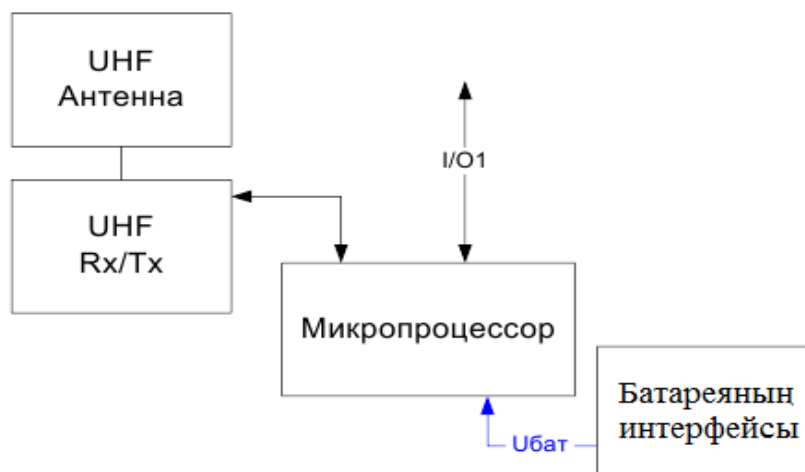 UHF
Антенна
UHF
Rx/Tx
I/O1
Микропроцессор
Батареяның
интерфейсы
Uбат